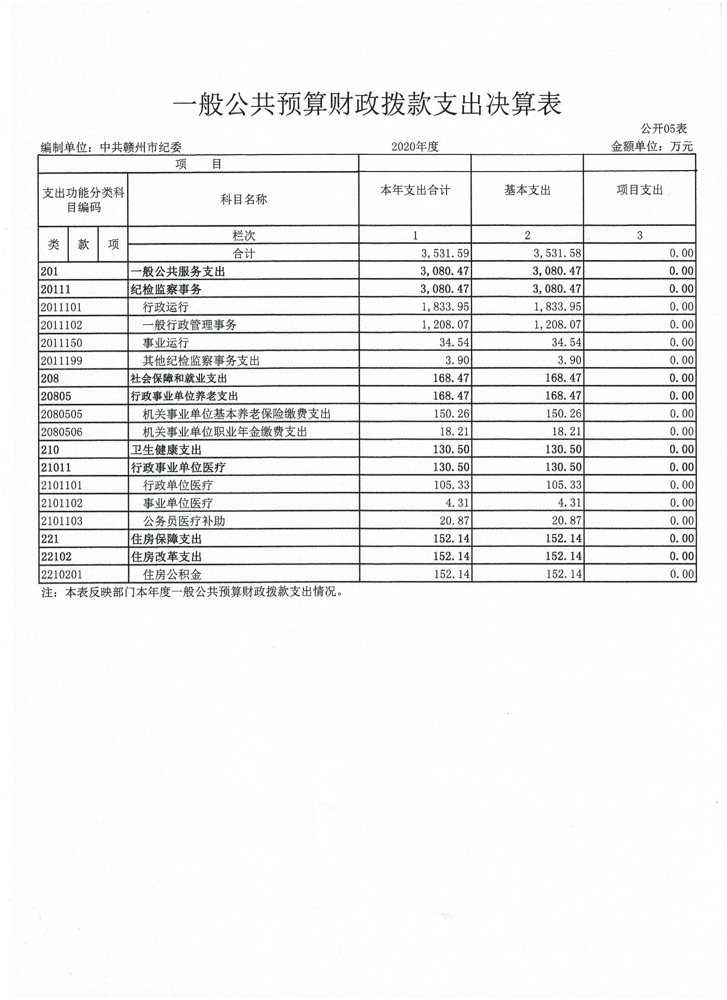 一般公共预算财政拨款支出决算表
公开05表
编制单位：中共赣州市纪委 2020年度 金额单位：万元
项 目
支出功能分类科目编码 科目名称 本年支出合计 基本支出 项目支出
类 款 项 栏次 1 2 3
合计 3,531.59 3,531.58 0.00
201 一般公共服务支出 3,080.47 3,080.47 0.00
20111 纪检监察事务 3,080.47 3,080.47 0.00
2011101 行政运行 1,833.95 1,833.95 0.00
2011102 一般行政管理事务 1,208.07 1,208.07 0.00
2011150 事业运行 34.54 34.54 0.00
2011199 其他纪检监察事务支出 3.90 3.90 0.00
208 社会保障和就业支出 168.47 168.47 0.00
20805 行政事业单位养老支出 168.47 168.47 0.00
2080505 机关事业单位基本养老保险缴费支出 150.26 150.26 0.00
2080506 机关事业单位职业年金缴费支出 18.21 18.21 0.00
210 卫生健康支出 130.50 130.50 0.00
21011 行政事业单位医疗 130.50 130.50 0.00
2101101 行政单位医疗 105.33 105.33 0.00
2101102 事业单位医疗 4.31 4.31 0.00
2101103 公务员医疗补助 20.87 20.87 0.00
221 住房保障支出 152.14 152.14 0.00
22102 住房改革支出 152.14 152.14 0.00
2210201 住房公积金 152.14 152.14 0.00
注：本表反映部门本年度一般公共预算财政拨款支出情况。